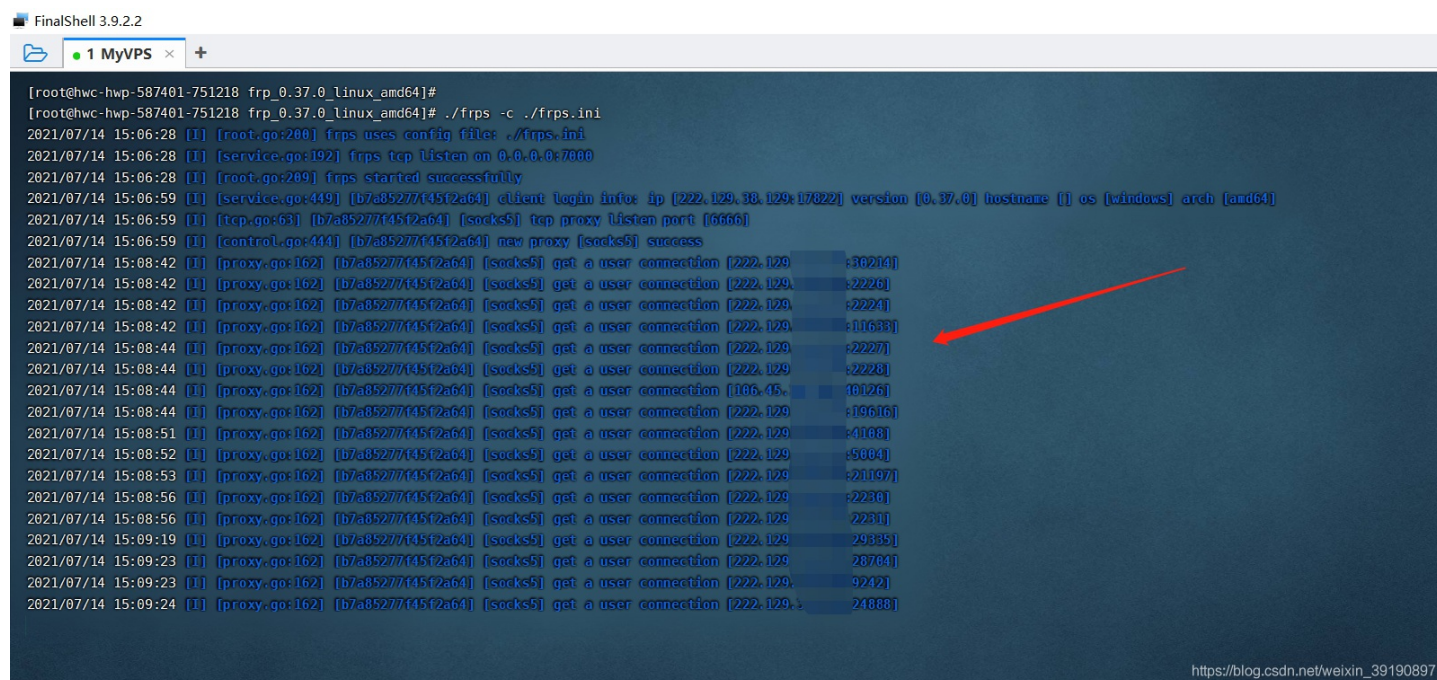 FinalShell 3.9.2.2
1 MyVPS × +
[root@hwc-hwp-587401-751218 frp_0.37.0_linux_amd64]#
[root@hwc-hwp-587401-751218 frp_0.37.0_linux_amd64]# ./frps -c ./frps.ini
2021/07/14 15:06:28 [I] [root.go:200] frps uses config file: ./frps.ini
2021/07/14 15:06:28 [I] [service.go:192] frps tcp listen on 0.0.0.0:7000
2021/07/14 15:06:28 [I] [root.go:209] frps started successfully
2021/07/14 15:06:59 [I] [service.go:449] [b7a85277f45f2a64] client login info: ip [222.129.38.129:17822] version [0.37.0] hostname [] os [windows] arch [amd64]
2021/07/14 15:06:59 [I] [tcp.go:63] [b7a85277f45f2a64] [socks5] tcp proxy listen port [6666]
2021/07/14 15:06:59 [I] [control.go:444] [b7a85277f45f2a64] new proxy [socks5] success
2021/07/14 15:08:42 [I] [proxy.go:162] [b7a85277f45f2a64] [socks5] get a user connection [222.129 :30214]
2021/07/14 15:08:42 [I] [proxy.go:162] [b7a85277f45f2a64] [socks5] get a user connection [222.129. :2226]
2021/07/14 15:08:42 [I] [proxy.go:162] [b7a85277f45f2a64] [socks5] get a user connection [222.129. :2224]
2021/07/14 15:08:42 [I] [proxy.go:162] [b7a85277f45f2a64] [socks5] get a user connection [222.129. :11633]
2021/07/14 15:08:44 [I] [proxy.go:162] [b7a85277f45f2a64] [socks5] get a user connection [222.129. :2227]
2021/07/14 15:08:44 [I] [proxy.go:162] [b7a85277f45f2a64] [socks5] get a user connection [222.129 :2228]
2021/07/14 15:08:44 [I] [proxy.go:162] [b7a85277f45f2a64] [socks5] get a user connection [106.45. 40126]
2021/07/14 15:08:44 [I] [proxy.go:162] [b7a85277f45f2a64] [socks5] get a user connection [222.129 :19616]
2021/07/14 15:08:51 [I] [proxy.go:162] [b7a85277f45f2a64] [socks5] get a user connection [222.129 :4108]
2021/07/14 15:08:52 [I] [proxy.go:162] [b7a85277f45f2a64] [socks5] get a user connection [222.129 :5004]
2021/07/14 15:08:53 [I] [proxy.go:162] [b7a85277f45f2a64] [socks5] get a user connection [222.129 :21197]
2021/07/14 15:08:56 [I] [proxy.go:162] [b7a85277f45f2a64] [socks5] get a user connection [222.129 :2230]
2021/07/14 15:08:56 [I] [proxy.go:162] [b7a85277f45f2a64] [socks5] get a user connection [222.129 2231]
2021/07/14 15:09:19 [I] [proxy.go:162] [b7a85277f45f2a64] [socks5] get a user connection [222.129 29335]
2021/07/14 15:09:23 [I] [proxy.go:162] [b7a85277f45f2a64] [socks5] get a user connection [222.129 28704]
2021/07/14 15:09:23 [I] [proxy.go:162] [b7a85277f45f2a64] [socks5] get a user connection [222.129. 9242]
2021/07/14 15:09:24 [I] [proxy.go:162] [b7a85277f45f2a64] [socks5] get a user connection [222.129. 24888]
https://blog.csdn.net/weixin_39190897